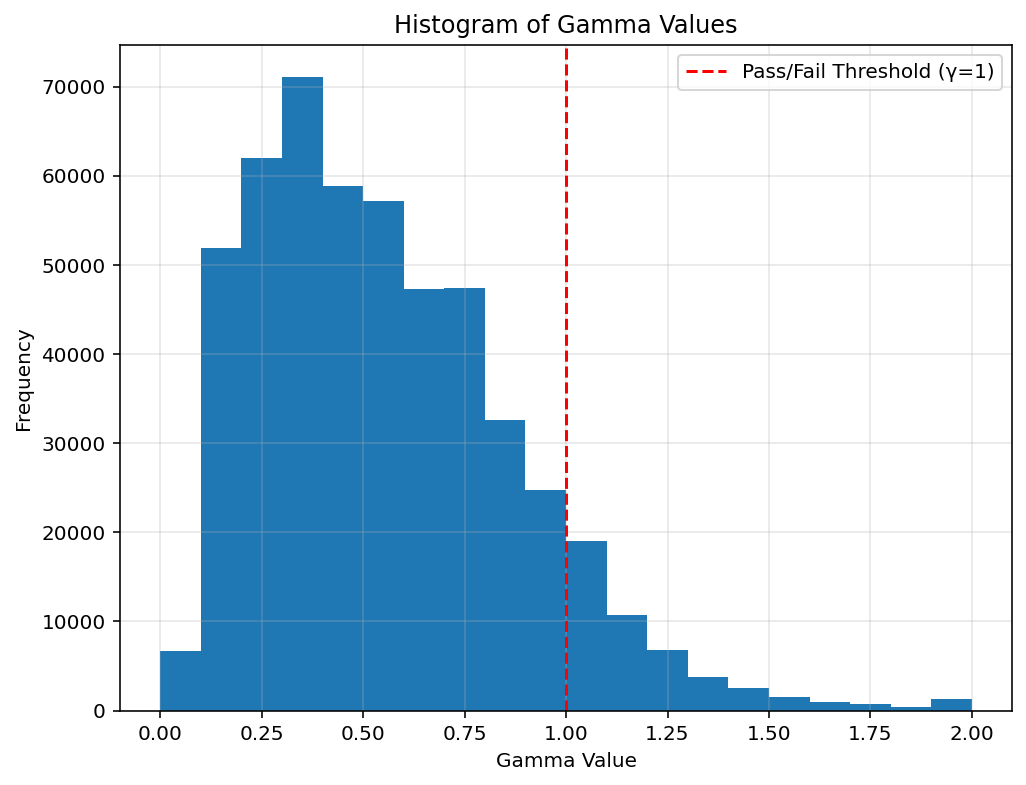 Histogram of Gamma Values
Pass/Fail Threshold (γ=1)
Frequency
70000
60000
50000
40000
30000
20000
10000
0
0.00 0.25 0.50 0.75 1.00 1.25 1.50 1.75 2.00
Gamma Value